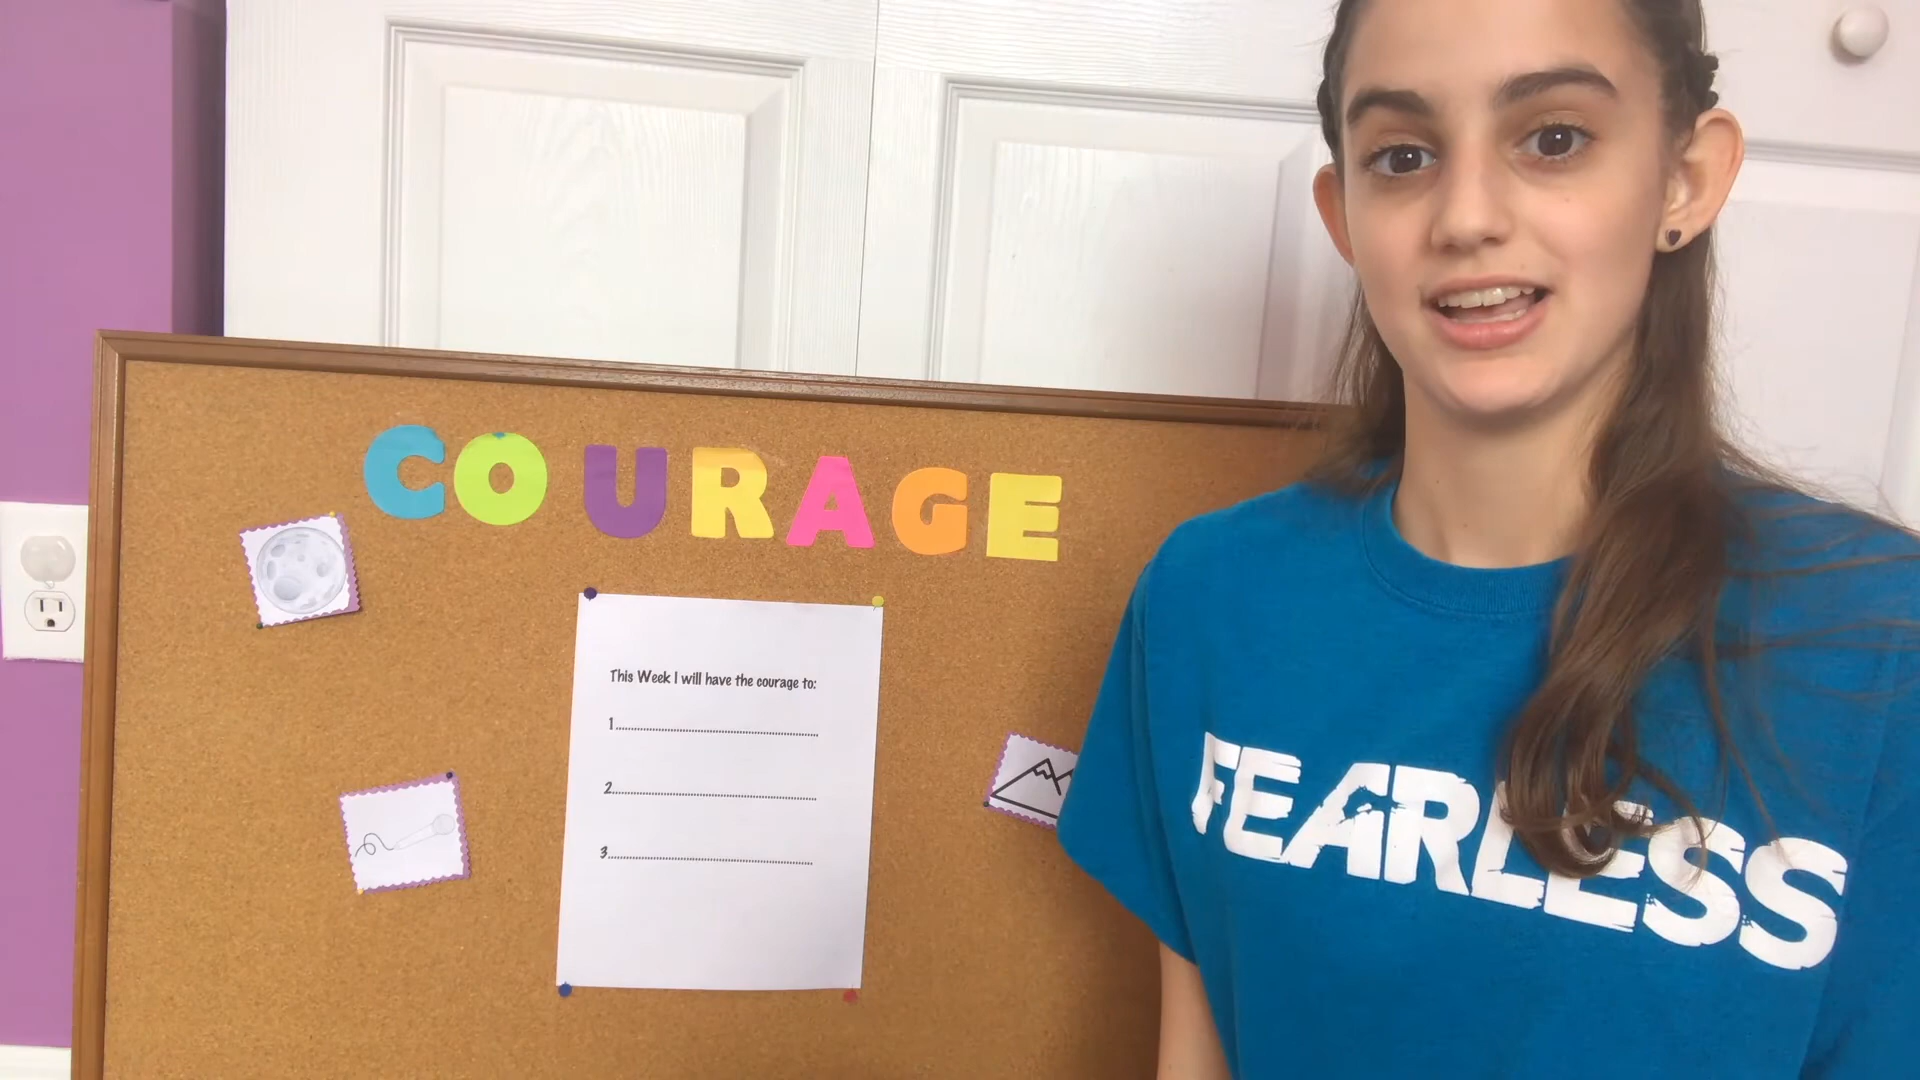 COURAGE
This Week I will have the courage to:
1
2
3
FEARLESS